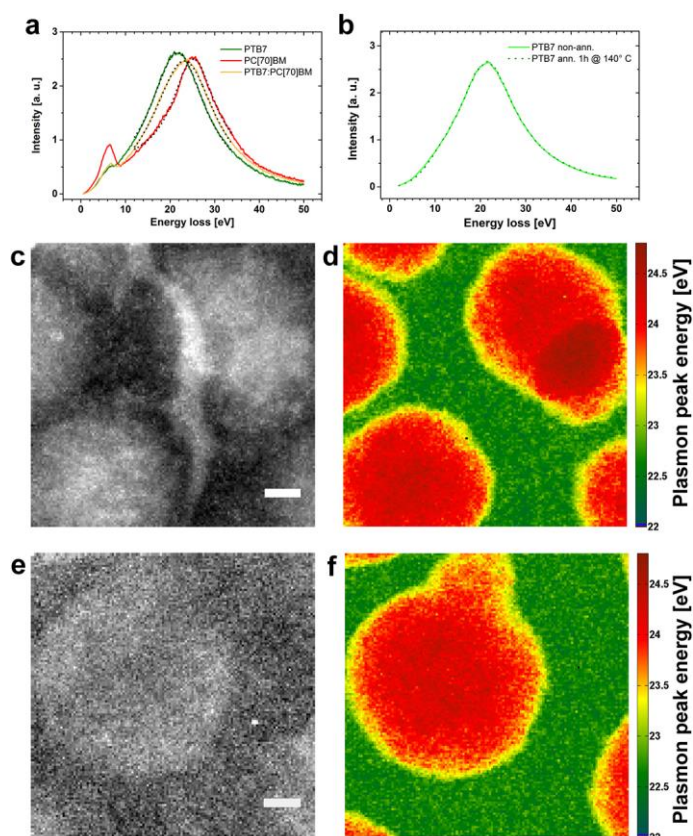 a
PTB7
PC[70]BM
PTB7:PC[70]BM
Intensity [a. u.]
3
2
1
0
0 10 20 30 40 50
Energy loss [eV]
b
PTB7 non-ann.
PTB7 ann. 1h @ 140° C
Intensity [a. u.]
3
2
1
0
0 10 20 30 40 50
Energy loss [eV]
c
d
24.5
24
23.5
23
22.5
22
Plasmon peak energy [eV]
e
f
24.5
24
23.5
23
22.5
22
Plasmon peak energy [eV]